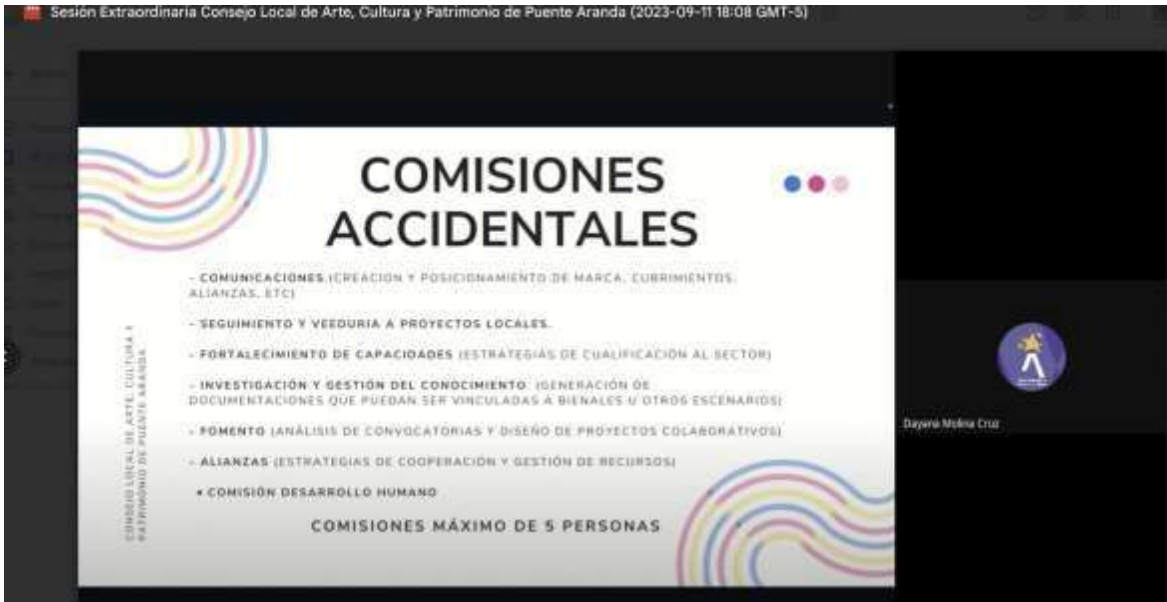 Sesión Extraordinaria Consejo Local de Arte, Cultura y Patrimonio de Puente Aranda (2023-09-11 18:08 GMT-5)
COMISIONES
ACCIDENTALES
- COMUNICACIONES (CREACIÓN Y POSICIONAMIENTO DE MARCA, CUBRIMIENTOS,
ALIANZAS, ETC)
- SEGUIMIENTO Y VEEDURIA A PROYECTOS LOCALES.
- FORTALECIMIENTO DE CAPACIDADES (ESTRATEGIAS DE CUALIFICACIÓN AL SECTOR)
- INVESTIGACIÓN Y GESTIÓN DEL CONOCIMIENTO (GENERACIÓN DE
DOCUMENTACIONES QUE PUEDAN SER VINCULADAS A BIENALES U OTROS ESCENARIOS)
- FOMENTO (ANÁLISIS DE CONVOCATORIAS Y DISEÑO DE PROYECTOS COLABORATIVOS)
- ALIANZAS (ESTRATEGIAS DE COOPERACIÓN Y GESTIÓN DE RECURSOS)
• COMISIÓN DESARROLLO HUMANO
COMISIONES MÁXIMO DE 5 PERSONAS
CONSEJO LOCAL DE ARTE, CULTURA Y
PATRIMONIO DE PUENTE ARANDA
Dayana Molina Cruz